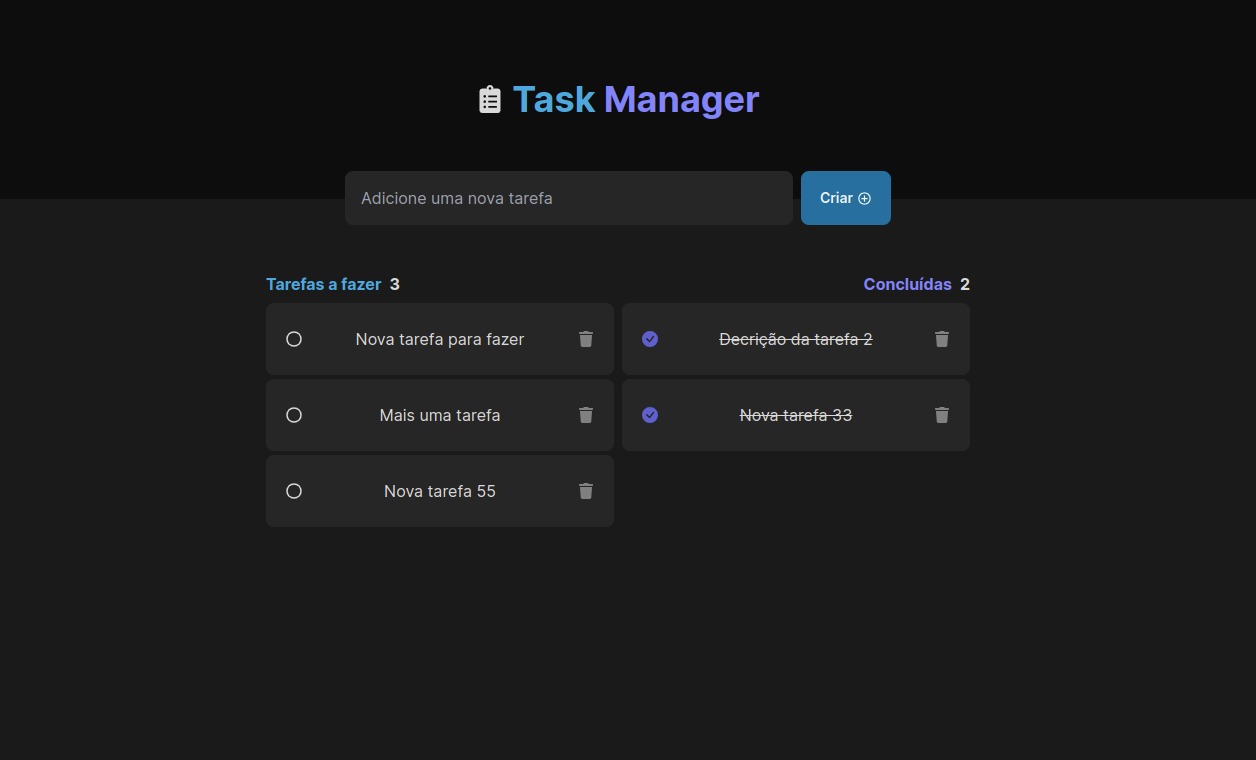 Task Manager
Adicione uma nova tarefa
Criar
Tarefas a fazer 3
Nova tarefa para fazer
Mais uma tarefa
Nova tarefa 55
Concluídas 2
Decrição da tarefa 2
Nova tarefa 33